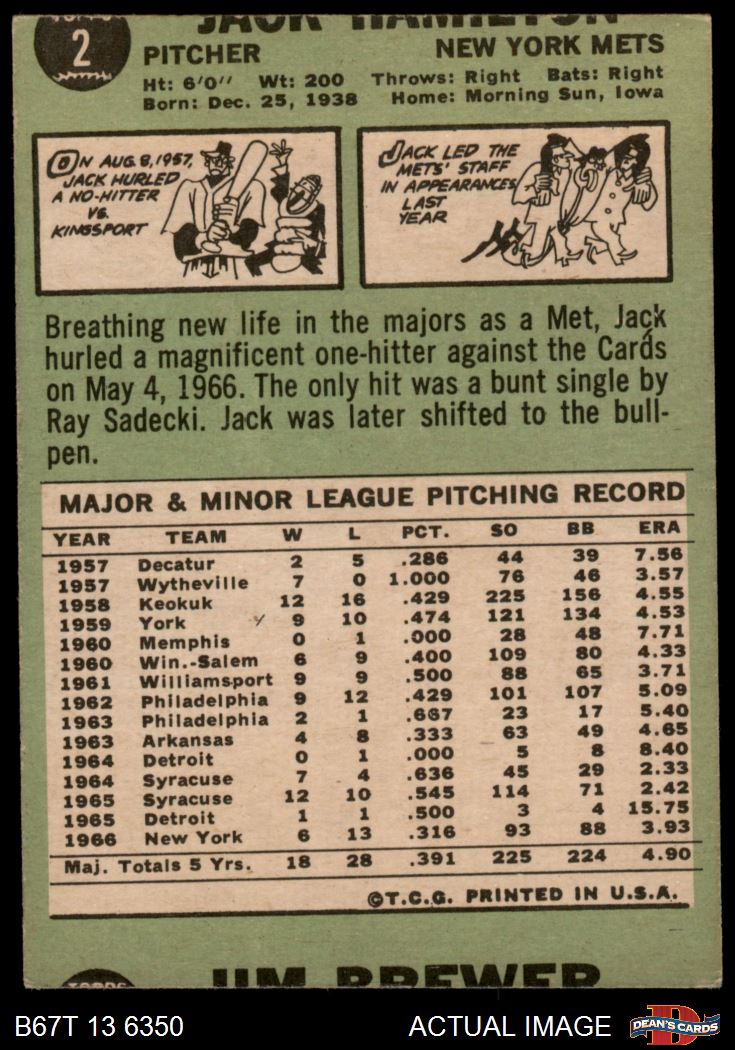 JACK HAMILTON
2
PITCHER NEW YORK METS
Ht: 6'0'' Wt: 200 Throws: Right Bats: Right
Born: Dec. 25, 1938 Home: Morning Sun, Iowa
ON AUG. 8, 1957,
JACK HURLED
A NO-HITTER
VS.
KINGSPORT
JACK LED THE
METS' STAFF
IN APPEARANCES
LAST
YEAR
Breathing new life in the majors as a Met, Jack
hurled a magnificent one-hitter against the Cards
on May 4, 1966. The only hit was a bunt single by
Ray Sadecki. Jack was later shifted to the bull-
pen.
MAJOR & MINOR LEAGUE PITCHING RECORD
YEAR TEAM W L PCT. SO BB ERA
1957 Decatur 2 5 .286 44 39 7.56
1957 Wytheville 7 0 1.000 76 46 3.57
1958 Keokuk 12 16 .429 225 156 4.55
1959 York 9 10 .474 121 134 4.53
1960 Memphis 0 1 .000 28 48 7.71
1960 Win.-Salem 6 9 .400 109 80 4.33
1961 Williamsport 9 9 .500 88 65 3.71
1962 Philadelphia 9 12 .429 101 107 5.09
1963 Philadelphia 2 1 .667 23 17 5.40
1963 Arkansas 4 8 .333 63 49 4.65
1964 Detroit 0 1 .000 5 8 8.40
1964 Syracuse 7 4 .636 45 29 2.33
1965 Syracuse 12 10 .545 114 71 2.42
1965 Detroit 1 1 .500 3 4 15.75
1966 New York 6 13 .316 93 88 3.93
Maj. Totals 5 Yrs. 18 28 .391 225 224 4.90
©T.C.G. PRINTED IN U.S.A.
TOPPS
JIM BREWER
B67T 13 6350 ACTUAL IMAGE DEAN'S CARDS